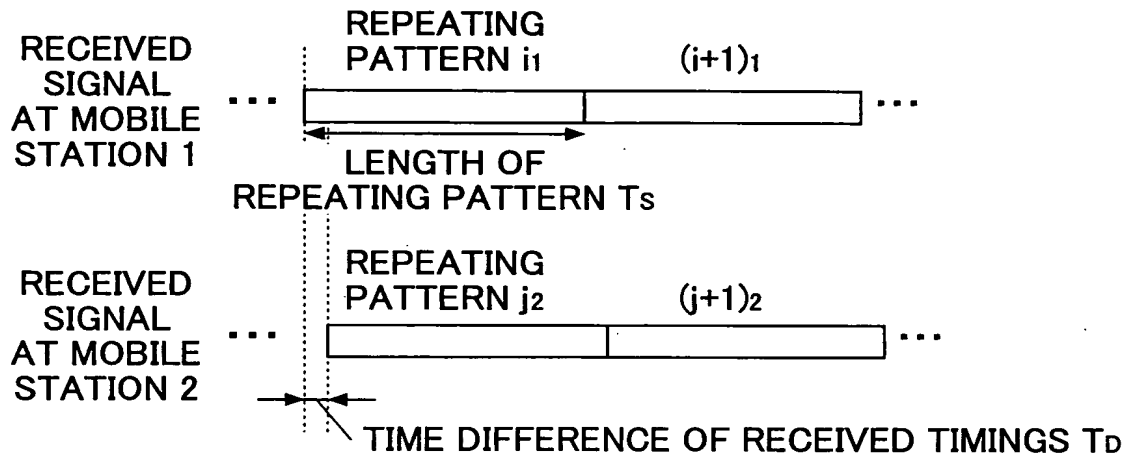 RECEIVED
SIGNAL
AT MOBILE
STATION 1
...
REPEATING
PATTERN i1
(i+1)1
...
LENGTH OF
REPEATING PATTERN Ts
RECEIVED
SIGNAL
AT MOBILE
STATION 2
...
REPEATING
PATTERN j2
(j+1)2
...
TIME DIFFERENCE OF RECEIVED TIMINGS TD